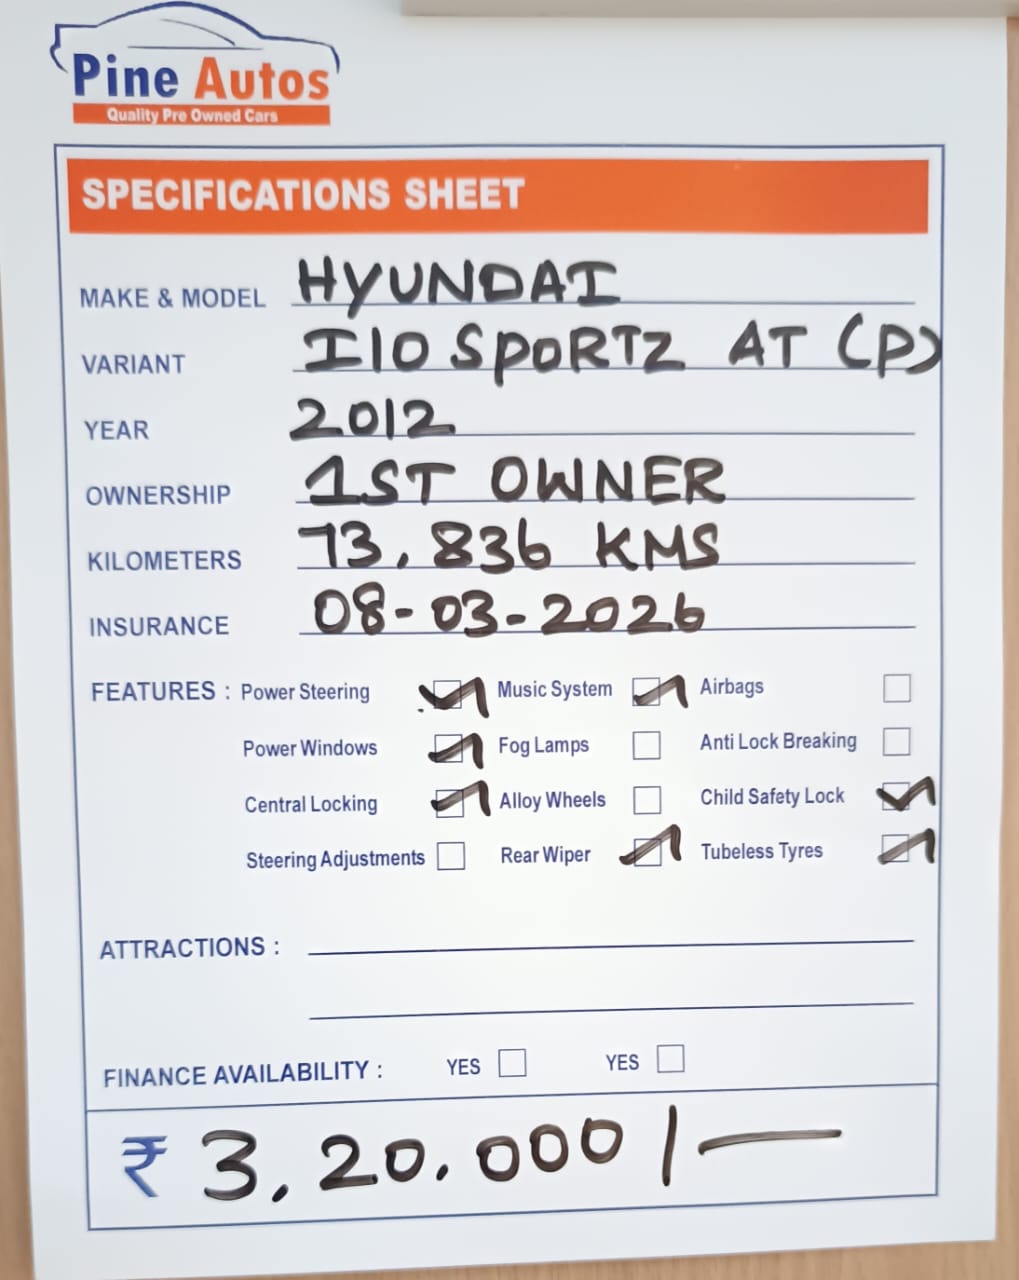 Pine Autos
Quality Pre Owned Cars
SPECIFICATIONS SHEET
MAKE & MODEL HYUNDAI
VARIANT I10 SPORTZ AT (P)
YEAR 2012
OWNERSHIP 1ST OWNER
KILOMETERS 73,836 KMS
INSURANCE 08-03-2026
FEATURES : Power Steering Music System Airbags
Power Windows Fog Lamps Anti Lock Breaking
Central Locking Alloy Wheels Child Safety Lock
Steering Adjustments Rear Wiper Tubeless Tyres
ATTRACTIONS :
FINANCE AVAILABILITY : YES YES
₹ 3,20,000/-